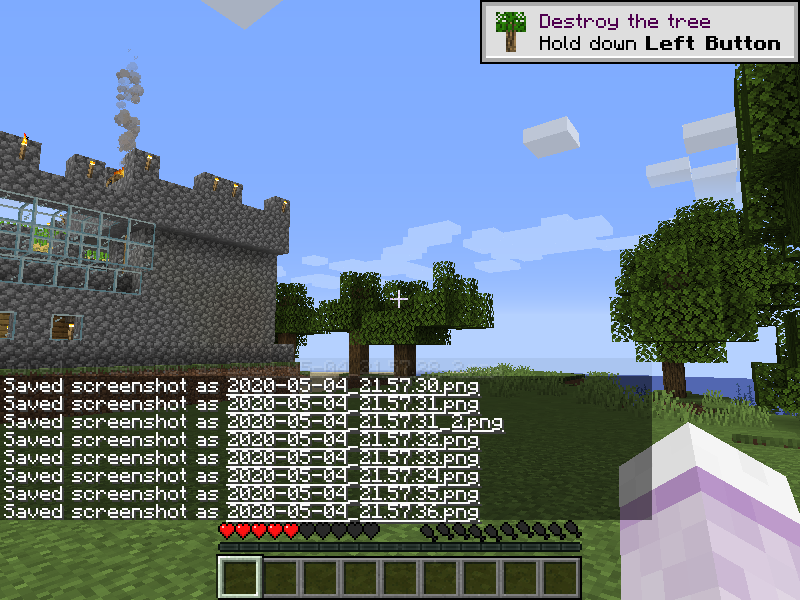 Destroy the tree
Hold down Left Button
Saved screenshot as 2020-05-04_21.57.30.png
Saved screenshot as 2020-05-04_21.57.31.png
Saved screenshot as 2020-05-04_21.57.31_2.png
Saved screenshot as 2020-05-04_21.57.32.png
Saved screenshot as 2020-05-04_21.57.33.png
Saved screenshot as 2020-05-04_21.57.34.png
Saved screenshot as 2020-05-04_21.57.35.png
Saved screenshot as 2020-05-04_21.57.36.png